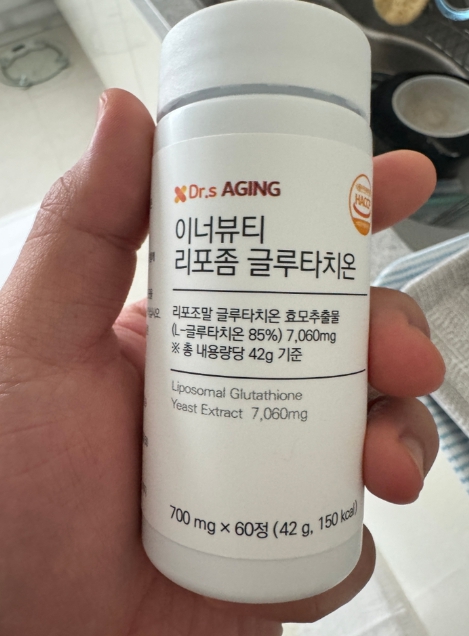 Dr.s AGING
HACCP
이너뷰티
리포좀 글루타치온
리포조말 글루타치온 효모추출물
(L-글루타치온 85%) 7,060mg
※ 총 내용량당 42g 기준
Liposomal Glutathione
Yeast Extract 7,060mg
700 mg × 60정 (42 g, 150 kcal)